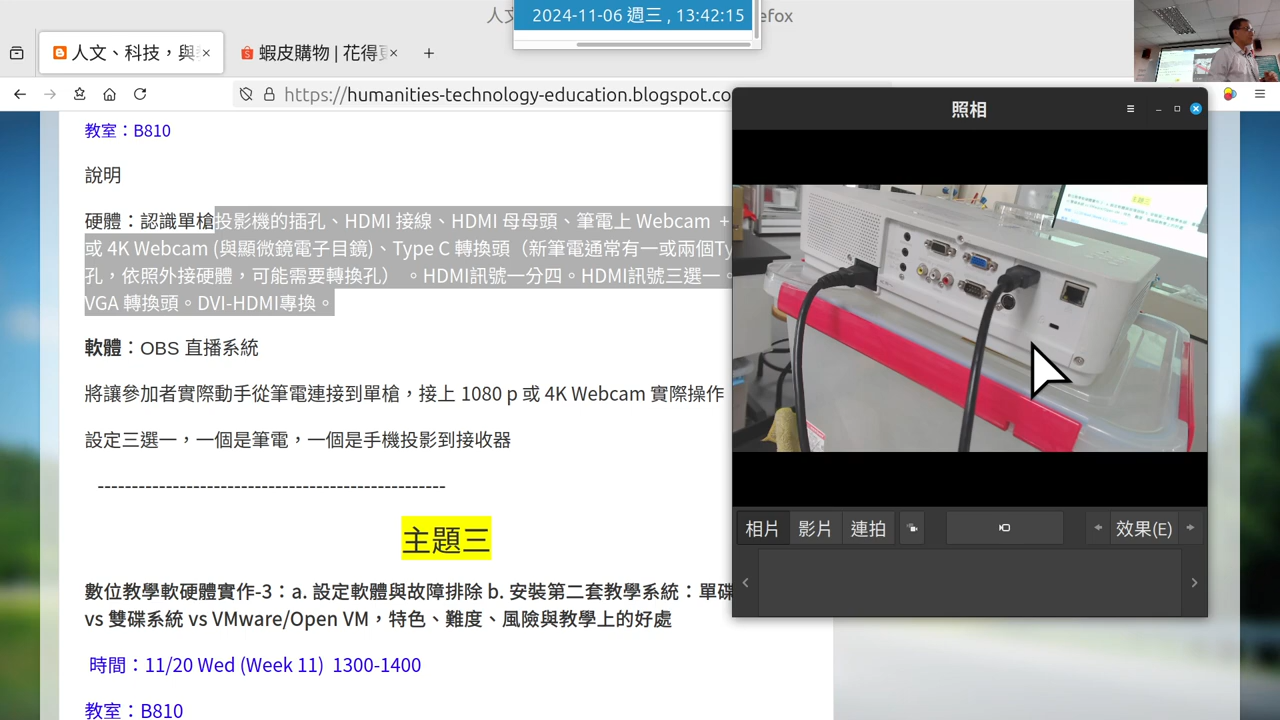 人文
2024-11-06 週三 , 13:42:15
efox
人文、科技，與
蝦皮購物 | 花得
https://humanities-technology-education.blogspot.co
教室：B810
說明
硬體：認識單槍投影機的插孔、HDMI 接線、HDMI 母母頭、筆電上 Webcam +
或 4K Webcam (與顯微鏡電子目鏡)、Type C 轉換頭（新筆電通常有一或兩個Ty
孔，依照外接硬體，可能需要轉換孔） 。HDMI訊號一分四。HDMI訊號三選一。
VGA 轉換頭。DVI-HDMI專換。
軟體：OBS 直播系統
將讓參加者實際動手從筆電連接到單槍，接上 1080 p 或 4K Webcam 實際操作
設定三選一，一個是筆電，一個是手機投影到接收器
-------------------------------------------------
主題三
數位教學軟硬體實作-3：a. 設定軟體與故障排除 b. 安裝第二套教學系統：單碟
vs 雙碟系統 vs VMware/Open VM，特色、難度、風險與教學上的好處
時間：11/20 Wed (Week 11) 1300-1400
教室：B810
照相
相片
影片
連拍
效果(E)